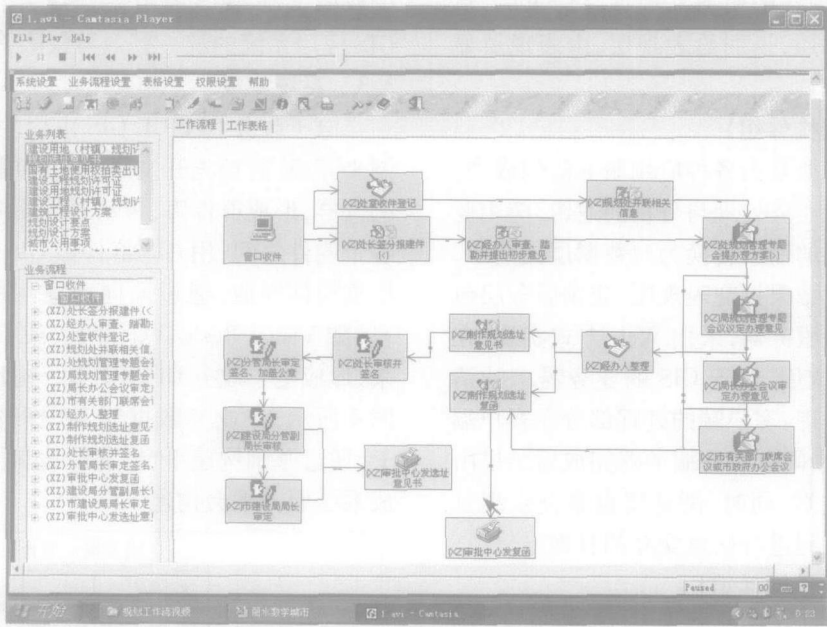 1.avi - Camtasia Player
File Play Help
系统设置 业务流程设置 表格设置 权限设置 帮助
业务列表
建设用地（村镇）规划许
国有土地使用权拍卖出让
建设工程规划许可证
建设用地规划许可证
建设工程（村镇）规划许
建筑工程设计方案
规划设计要点
规划设计方案
城市公用事项
业务流程
窗口收件
窗口收件
(XZ)处长签分报建件(<
(XZ)经办人审查、踏勘并
(XZ)处室收件登记
(XZ)规划处并联相关信.
(XZ)处规划管理专题会
(XZ)局规划管理专题会
(XZ)局长办公会议审定
(XZ)市有关部门联席会
(XZ)经办人整理
(XZ)制作规划选址意见
(XZ)制作规划选址复函
(XZ)处长审核并签名
(XZ)分管局长审定签名.
(XZ)审批中心发复函
(XZ)建设局分管副局长
(XZ)市建设局局长审定
(XZ)审批中心发选址意
工作流程 工作表格
窗口收件
(XZ)处室收件登记
(XZ)处长签分报建件
(<)
(XZ)经办人审查、踏
勘并提出初步意见
(XZ)规划处并联相关
信息
(XZ)处规划管理专题
会提办理方案(>)
(XZ)局规划管理专题
会议议定办理意见
(XZ)局长办公会议审
定办理意见
(XZ)市有关部门联席会
议或市政府办公会议
(XZ)经办人整理
(XZ)制作规划选址
意见书
(XZ)制作规划选址
复函
(XZ)处长审核并
签名
(XZ)分管局长审定
签名、加盖公章
(XZ)建设局分管副
局长审核
(XZ)市建设局局长
审定
(XZ)审批中心发选址
意见书
(XZ)审批中心发复函
Paused
开始
规划工作流视频
1.avi - Camtasia